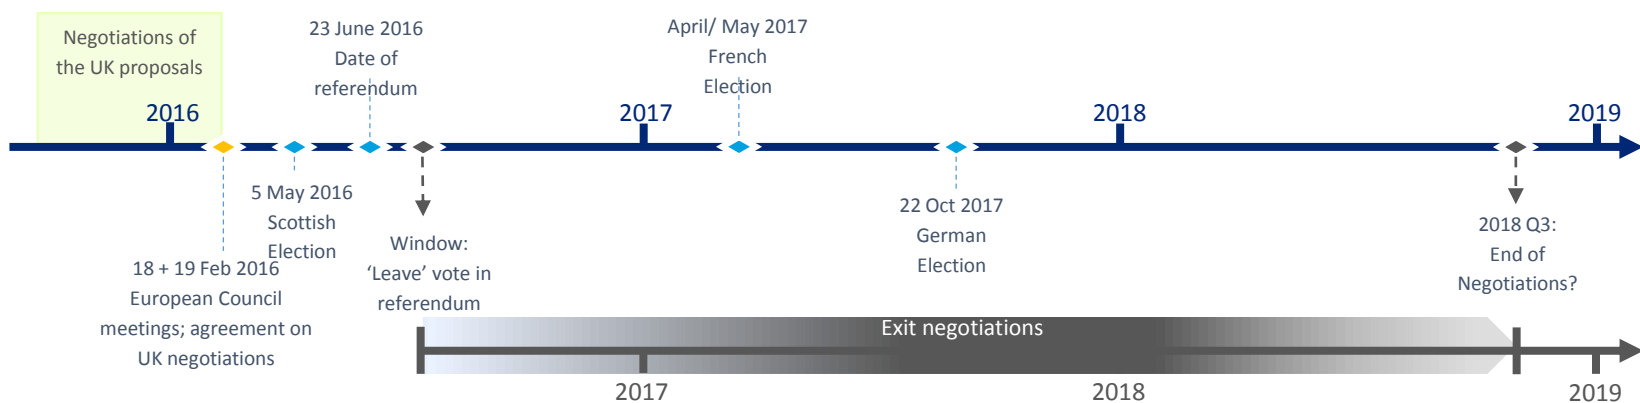 Negotiations of
the UK proposals
23 June 2016
Date of
referendum
April/ May 2017
French
Election
2016
2017
2018
2019
5 May 2016
Scottish
Election
18 + 19 Feb 2016
European Council
meetings; agreement on
UK negotiations
Window:
‘Leave’ vote in
referendum
22 Oct 2017
German
Election
2018 Q3:
End of
Negotiations?
Exit negotiations
2017
2018
2019